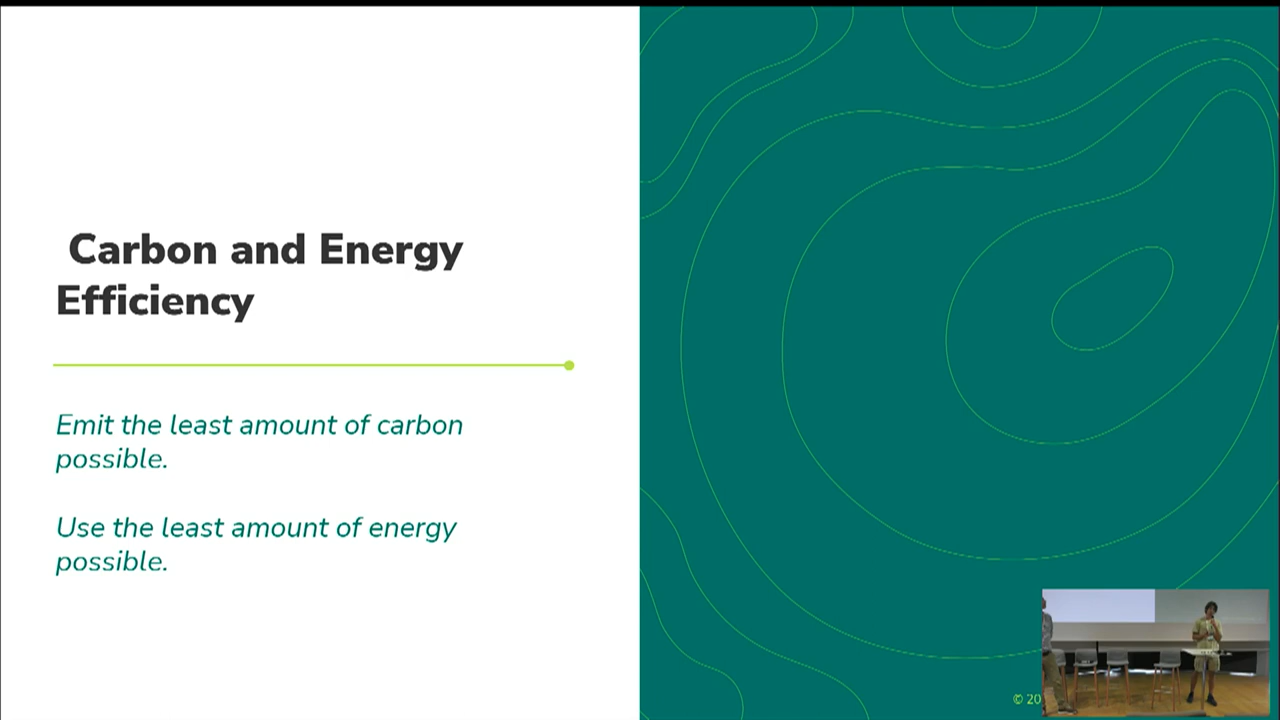 Carbon and Energy
Efficiency
Emit the least amount of carbon
possible.
Use the least amount of energy
possible.
© 20